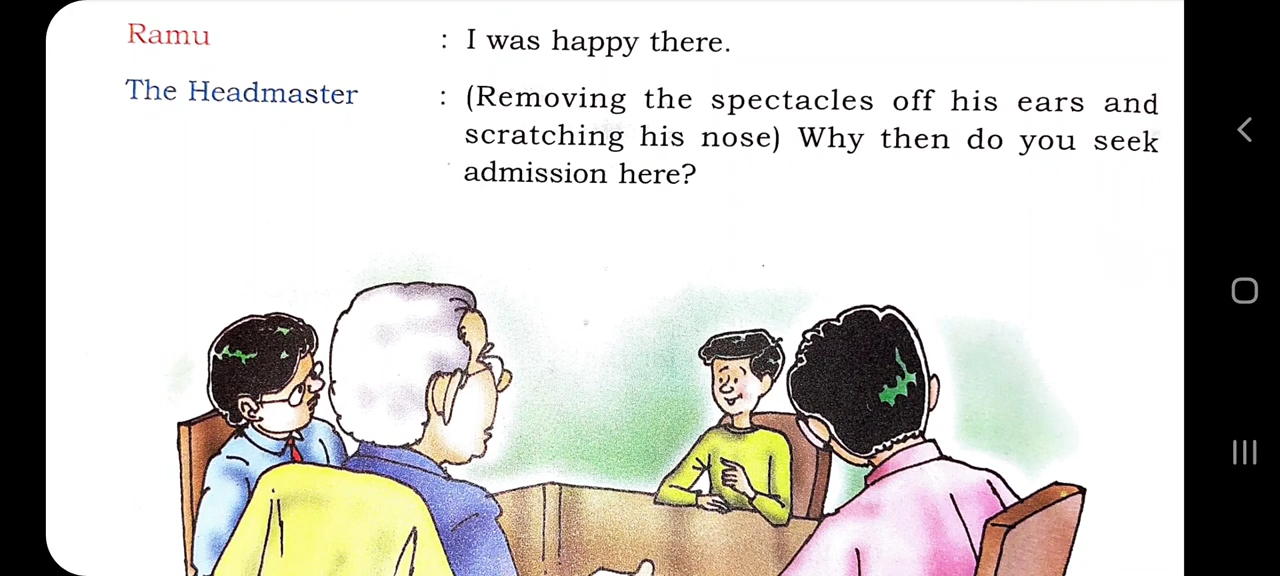 Ramu : I was happy there.
The Headmaster : (Removing the spectacles off his ears and
scratching his nose) Why then do you seek
admission here?